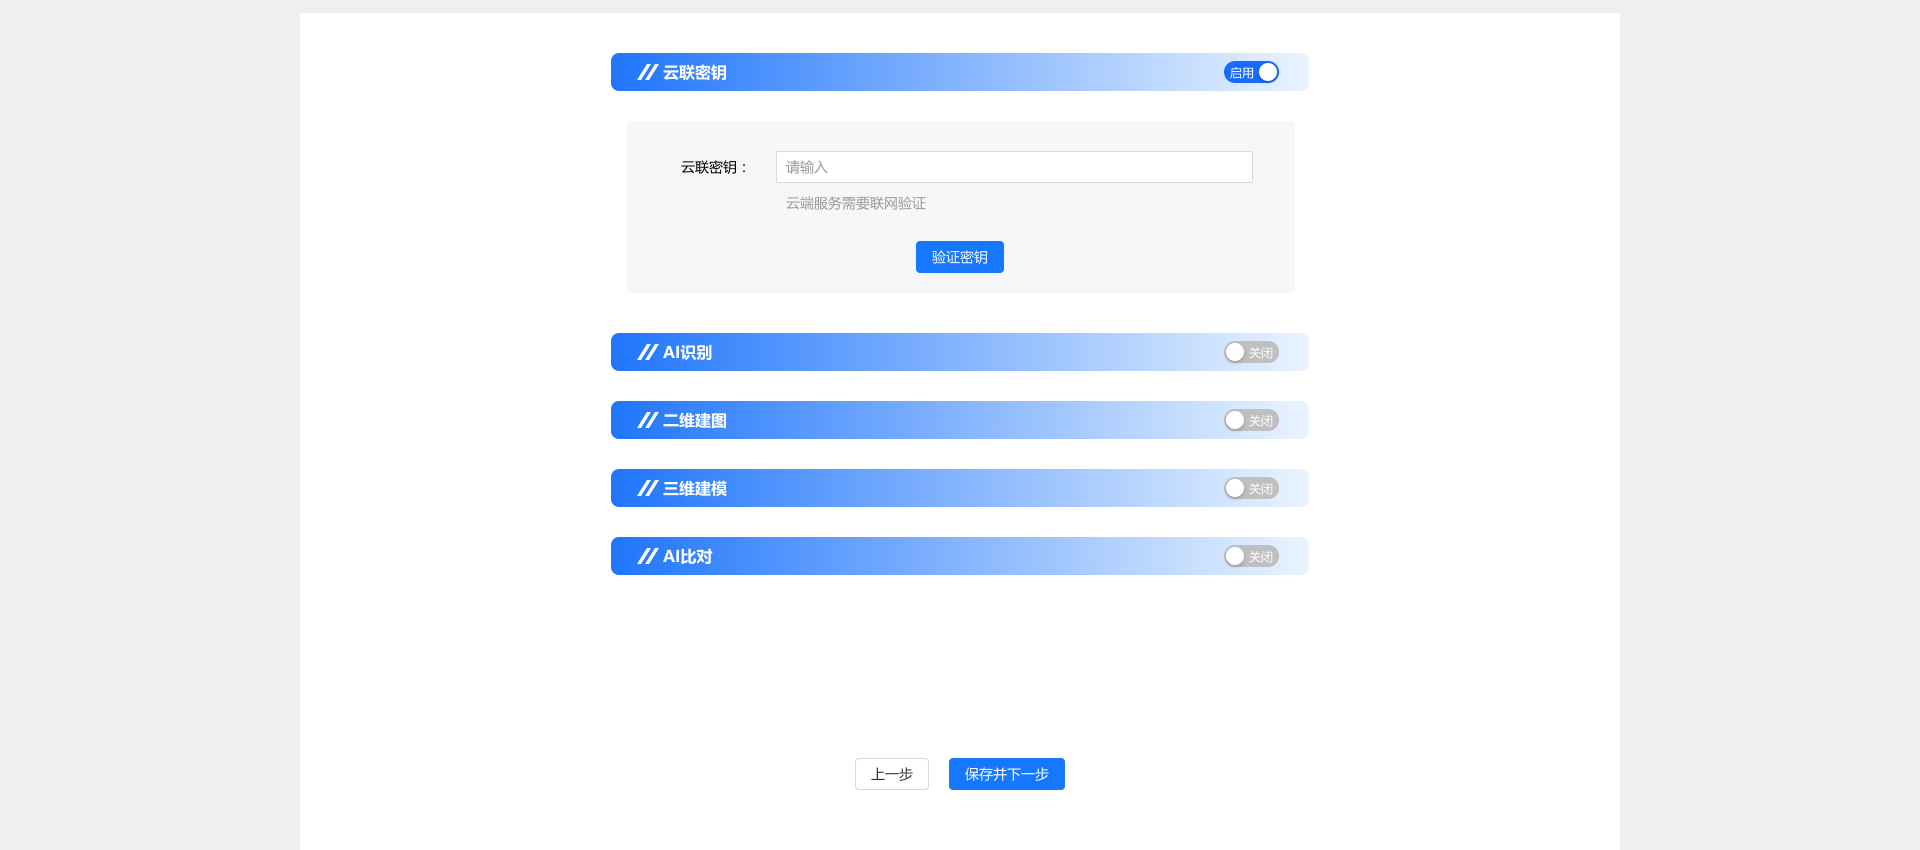 云联密钥 启用
云联密钥： 请输入
云端服务需要联网验证
验证密钥
AI识别 关闭
二维建图 关闭
三维建模 关闭
AI比对 关闭
上一步 保存并下一步